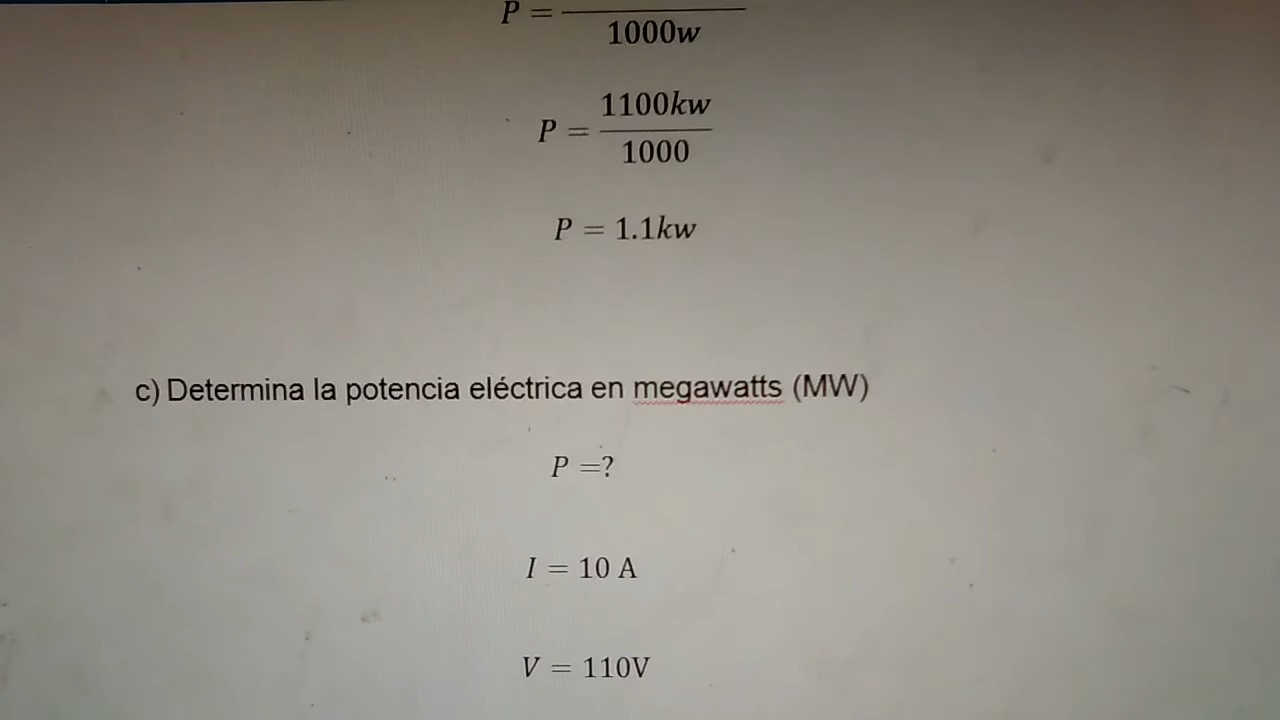 P =
1000w
P = 1100kw
1000
P = 1.1kw
c) Determina la potencia eléctrica en megawatts (MW)
P =?
I = 10 A
V = 110V